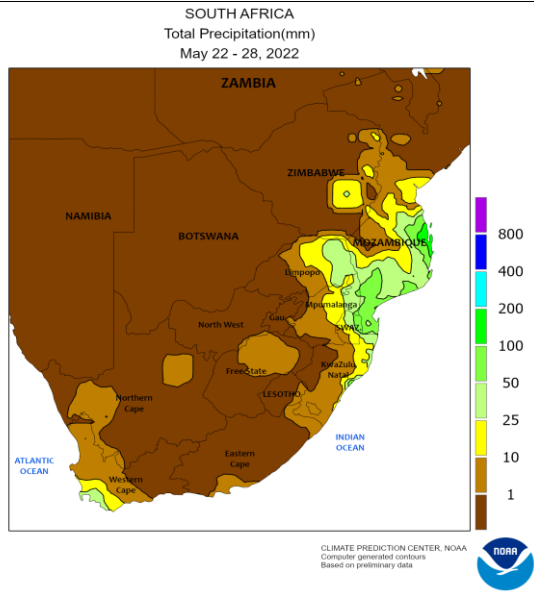 SOUTH AFRICA
Total Precipitation(mm)
May 22 - 28, 2022
ZAMBIA
ZIMBABWE
NAMIBIA
BOTSWANA
MOZAMBIQUE
Limpopo
Mpumalanga
Gau.
North West
SWAZ.
Free State
KwaZulu
Natal
LESOTHO
Northern
Cape
Eastern
Cape
Western
Cape
INDIAN
OCEAN
ATLANTIC
OCEAN
800
400
200
100
50
25
10
1
CLIMATE PREDICTION CENTER, NOAA
Computer generated contours
Based on preliminary data
NOAA